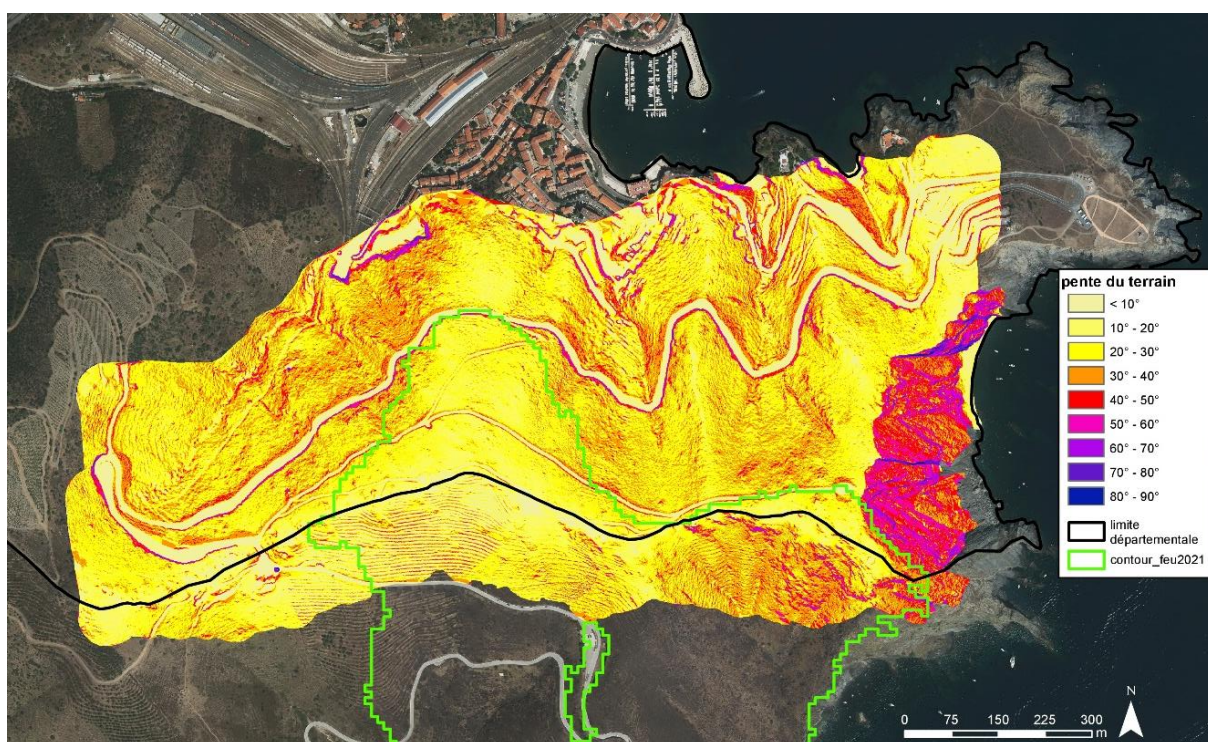 pente du terrain
< 10°
10° - 20°
20° - 30°
30° - 40°
40° - 50°
50° - 60°
60° - 70°
70° - 80°
80° - 90°
limite
départementale
contour_feu2021
N
0 75 150 225 300
m